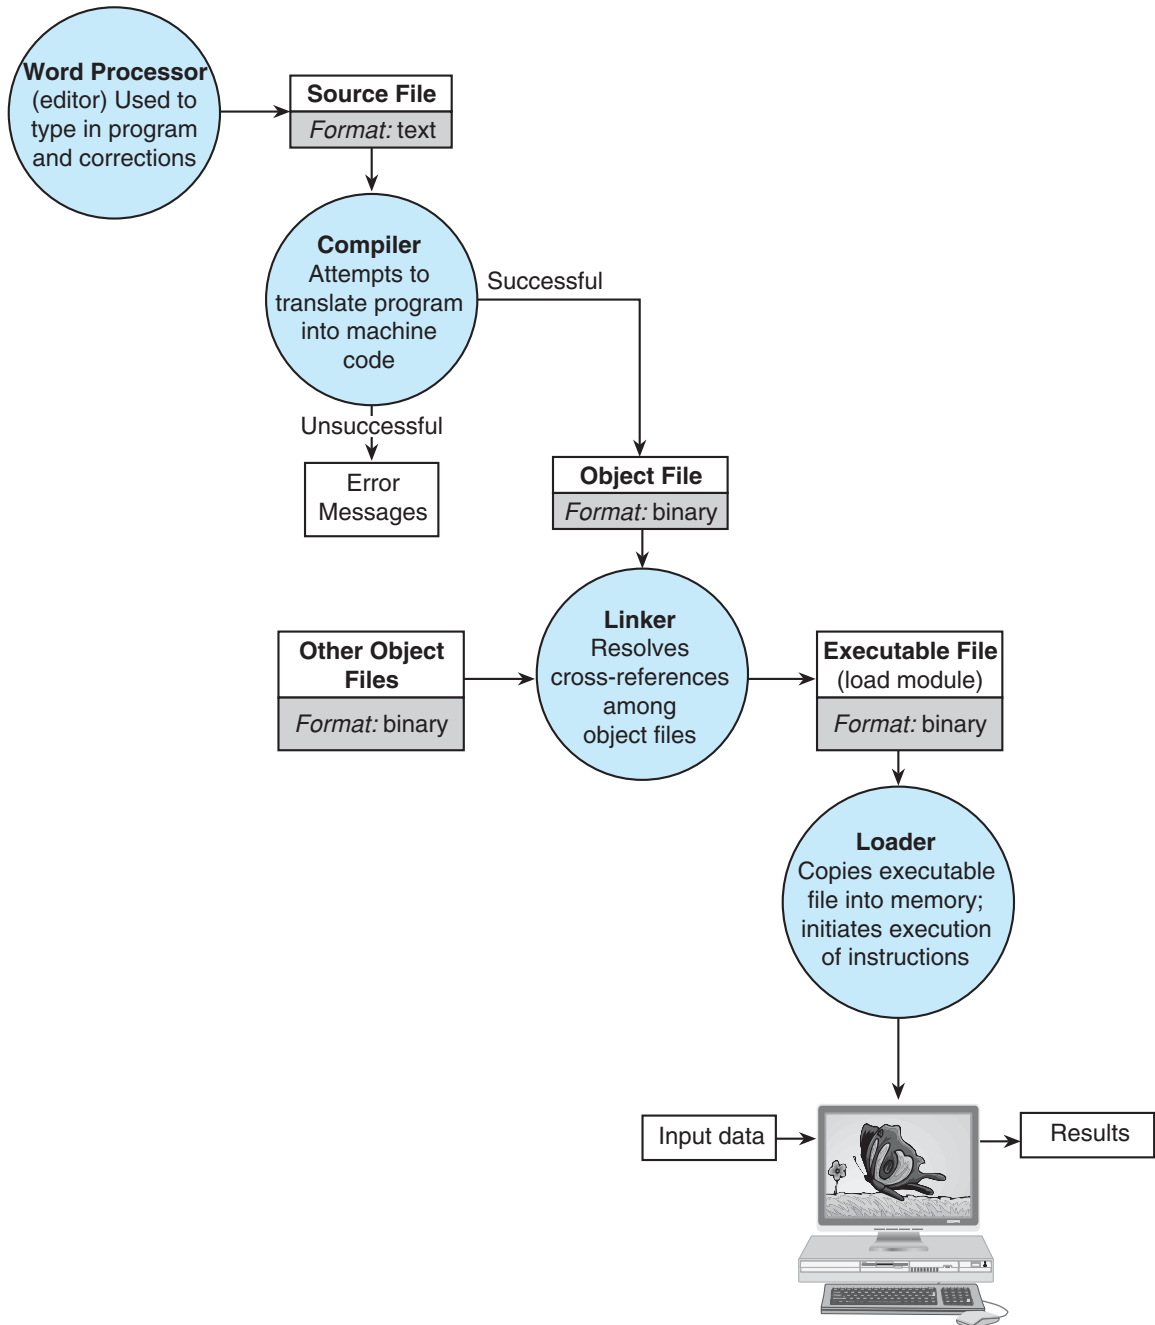 Word Processor
(editor) Used to
type in program
and corrections
Source File
Format: text
Compiler
Attempts to
translate program
into machine
code
Successful
Unsuccessful
Error
Messages
Object File
Format: binary
Linker
Resolves
cross-references
among
object files
Other Object
Files
Format: binary
Executable File
(load module)
Format: binary
Loader
Copies executable
file into memory;
initiates execution
of instructions
Input data
Results